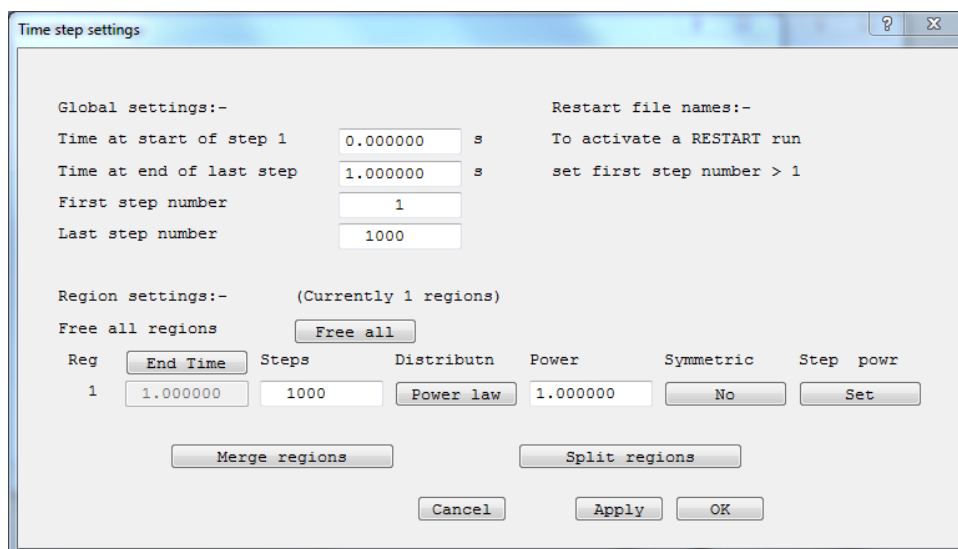 Time step settings
Global settings:- Restart file names:-
Time at start of step 1 0.000000 s To activate a RESTART run
Time at end of last step 1.000000 s set first step number > 1
First step number 1
Last step number 1000
Region settings:- (Currently 1 regions)
Free all regions Free all
Reg End Time Steps Distributn Power Symmetric Step powr
1 1.000000 1000 Power law 1.000000 No Set
Merge regions Split regions
Cancel Apply OK